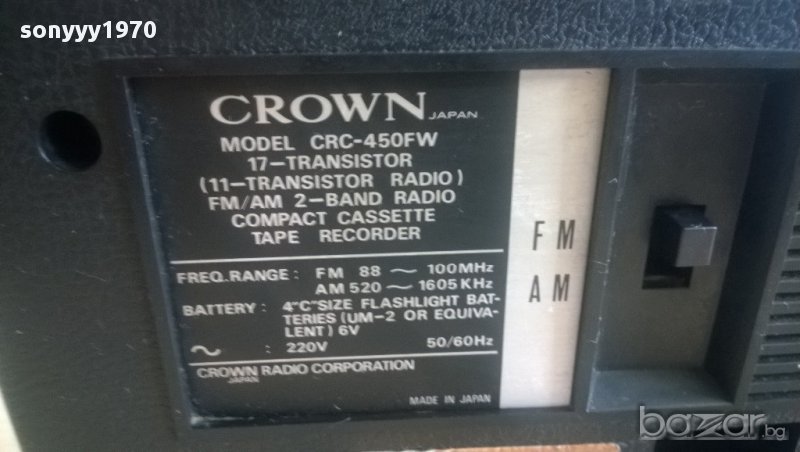 sonyyy1970
CROWN JAPAN
MODEL CRC-450FW
17-TRANSISTOR
(11-TRANSISTOR RADIO)
FM/AM 2-BAND RADIO
COMPACT CASSETTE
TAPE RECORDER
FREQ.RANGE: FM 88 ~ 100MHz
AM 520 ~ 1605KHz
BATTERY: 4"C"SIZE FLASHLIGHT BAT-
TERIES (UM-2 OR EQUIVA-
LENT) 6V
~ : 220V 50/60Hz
CROWN RADIO CORPORATION
JAPAN
MADE IN JAPAN
FM
AM
bazar.bg